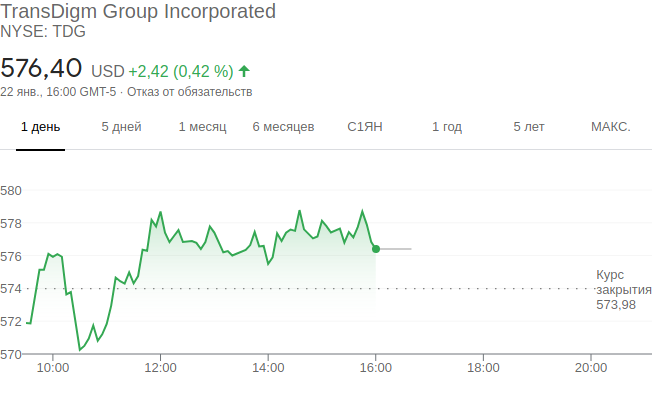 TransDigm Group Incorporated
NYSE: TDG
576,40 USD +2,42 (0,42 %)
22 янв., 16:00 GMT-5 · Отказ от обязательств
1 день 5 дней 1 месяц 6 месяцев С1ЯН 1 год 5 лет МАКС.
580
578
576
574
572
570
Курс
закрытия
573,98
10:00 12:00 14:00 16:00 18:00 20:00